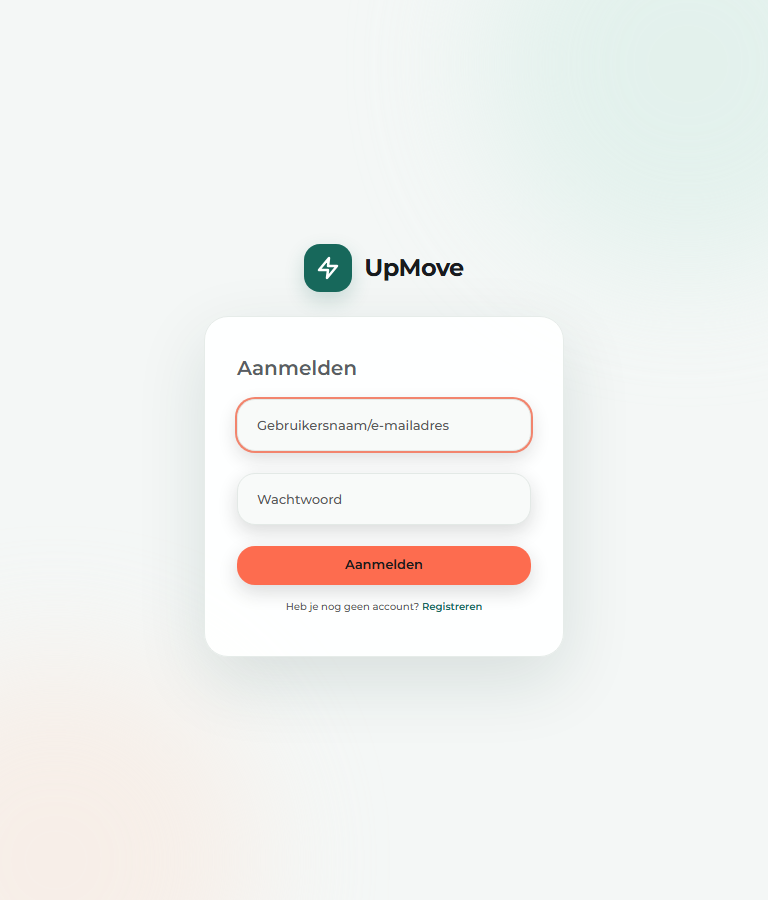 UpMove
Aanmelden
Gebruikersnaam/e-mailadres
Wachtwoord
Aanmelden
Heb je nog geen account? Registreren